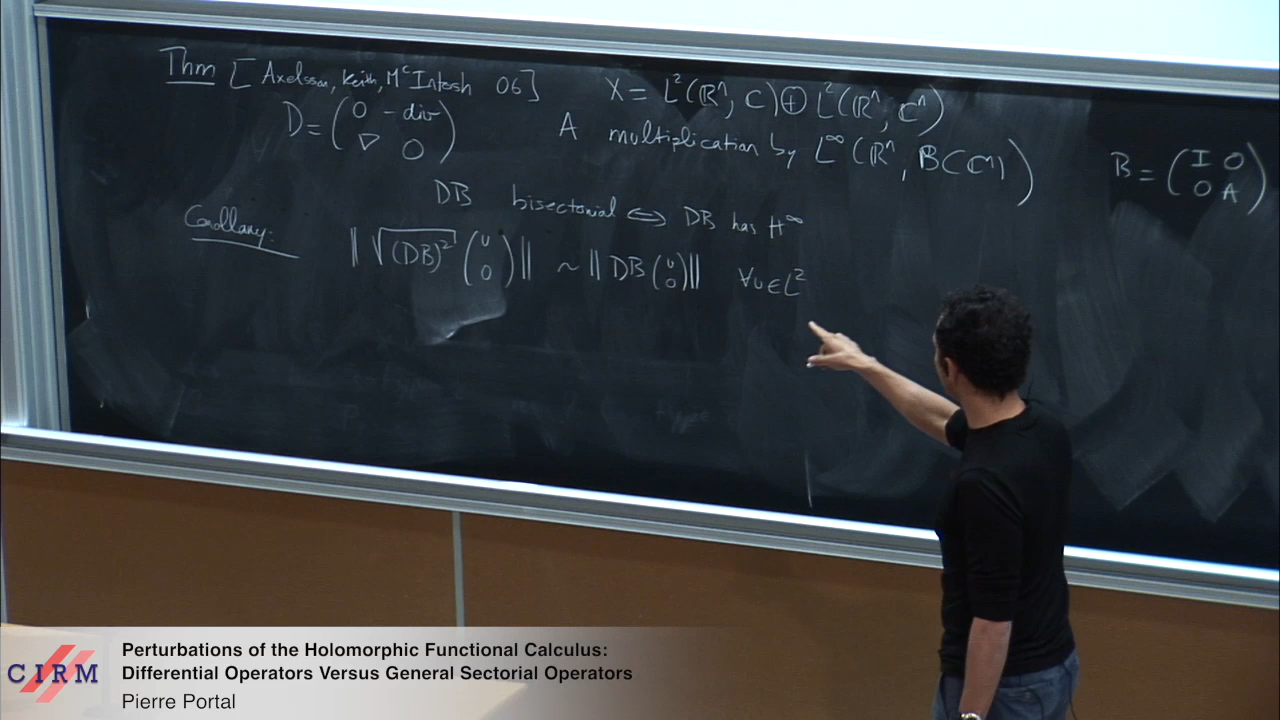 Thm [Axelsson, Keith, McIntosh 06] X = L²(ℝⁿ, C) ⊕ L²(ℝⁿ, Cⁿ)
D = (0 -div
∇ 0) A multiplication by L^∞(ℝⁿ, B(Cⁿ)) B = (I 0
0 A)
DB bisectorial ⟺ DB has H^∞
Corollary: ‖√(DB)² (u
0)‖ ~ ‖DB (u
0)‖ ∀u∈L²
CIRM
Perturbations of the Holomorphic Functional Calculus:
Differential Operators Versus General Sectorial Operators
Pierre Portal